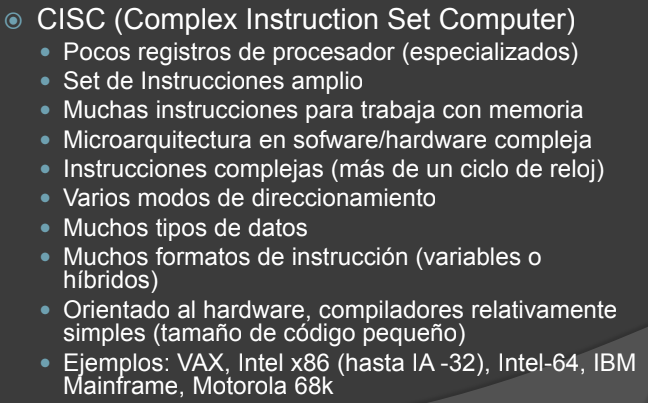 CISC (Complex Instruction Set Computer)
Pocos registros de procesador (especializados)
Set de Instrucciones amplio
Muchas instrucciones para trabaja con memoria
Microarquitectura en sofware/hardware compleja
Instrucciones complejas (más de un ciclo de reloj)
Varios modos de direccionamiento
Muchos tipos de datos
Muchos formatos de instrucción (variables o
híbridos)
Orientado al hardware, compiladores relativamente
simples (tamaño de código pequeño)
Ejemplos: VAX, Intel x86 (hasta IA -32), Intel-64, IBM
Mainframe, Motorola 68k